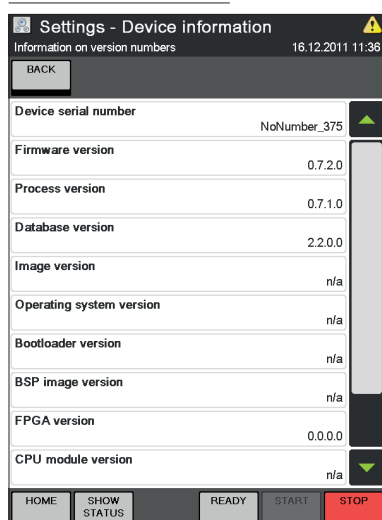 Settings - Device information
Information on version numbers 16.12.2011 11:36
BACK
Device serial number
NoNumber_375
Firmware version
0.7.2.0
Process version
0.7.1.0
Database version
2.2.0.0
Image version
n/a
Operating system version
n/a
Bootloader version
n/a
BSP image version
n/a
FPGA version
0.0.0.0
CPU module version
n/a
HOME SHOW STATUS READY START STOP